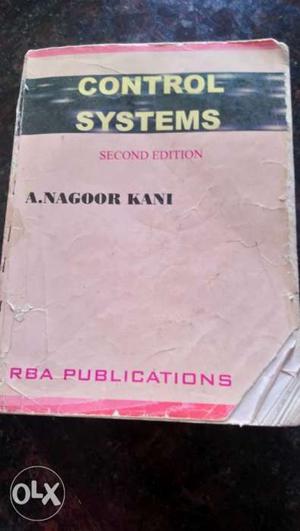 CONTROL
SYSTEMS
SECOND EDITION
A.NAGOOR KANI
RBA PUBLICATIONS
OLX